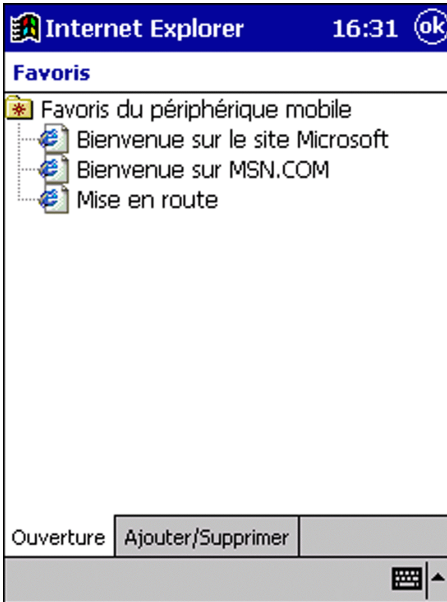 Internet Explorer 16:31 ok
Favoris
Favoris du périphérique mobile
Bienvenue sur le site Microsoft
Bienvenue sur MSN.COM
Mise en route
Ouverture Ajouter/Supprimer